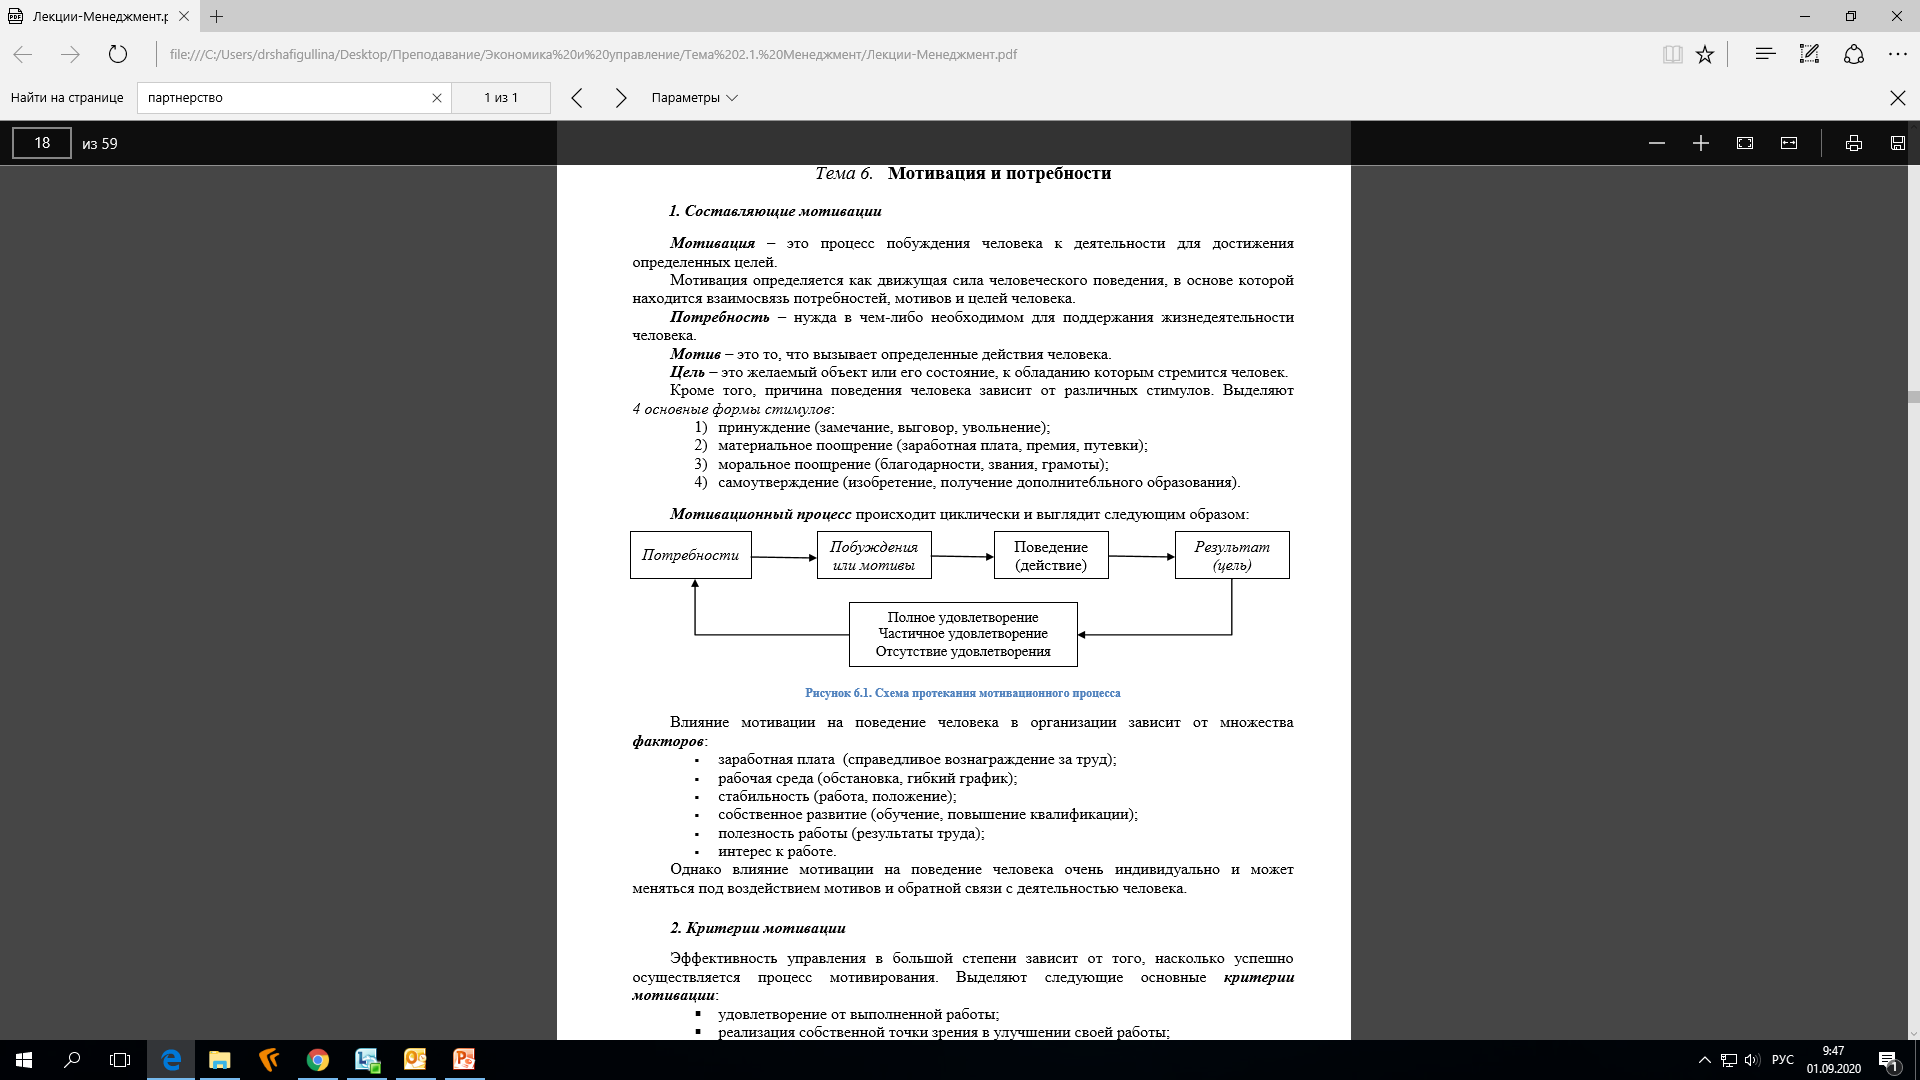 Лекции-Менеджмент.р
file:///C:/Users/drshafigullina/Desktop/Преподавание/Экономика%20и%20управление/Тема%202.1.%20Менеджмент/Лекции-Менеджмент.pdf
Найти на странице
партнерство
1 из 1
Параметры
18 из 59
Тема 6. Мотивация и потребности
1. Составляющие мотивации
Мотивация – это процесс побуждения человека к деятельности для достижения
определенных целей.
Мотивация определяется как движущая сила человеческого поведения, в основе которой
находится взаимосвязь потребностей, мотивов и целей человека.
Потребность – нужда в чем-либо необходимом для поддержания жизнедеятельности
человека.
Мотив – это то, что вызывает определенные действия человека.
Цель – это желаемый объект или его состояние, к обладанию которым стремится человек.
Кроме того, причина поведения человека зависит от различных стимулов. Выделяют
4 основные формы стимулов:
1) принуждение (замечание, выговор, увольнение);
2) материальное поощрение (заработная плата, премия, путевки);
3) моральное поощрение (благодарности, звания, грамоты);
4) самоутверждение (изобретение, получение дополнитебльного образования).
Мотивационный процесс происходит циклически и выглядит следующим образом:
Потребности
Побуждения
или мотивы
Поведение
(действие)
Результат
(цель)
Полное удовлетворение
Частичное удовлетворение
Отсутствие удовлетворения
Рисунок 6.1. Схема протекания мотивационного процесса
Влияние мотивации на поведение человека в организации зависит от множества
факторов:
▪ заработная плата (справедливое вознаграждение за труд);
▪ рабочая среда (обстановка, гибкий график);
▪ стабильность (работа, положение);
▪ собственное развитие (обучение, повышение квалификации);
▪ полезность работы (результаты труда);
▪ интерес к работе.
Однако влияние мотивации на поведение человека очень индивидуально и может
меняться под воздействием мотивов и обратной связи с деятельностью человека.
2. Критерии мотивации
Эффективность управления в большой степени зависит от того, насколько успешно
осуществляется процесс мотивирования. Выделяют следующие основные критерии
мотивации:
▪ удовлетворение от выполненной работы;
▪ реализация собственной точки зрения в улучшении своей работы;
РУС
9:47
01.09.2020
1